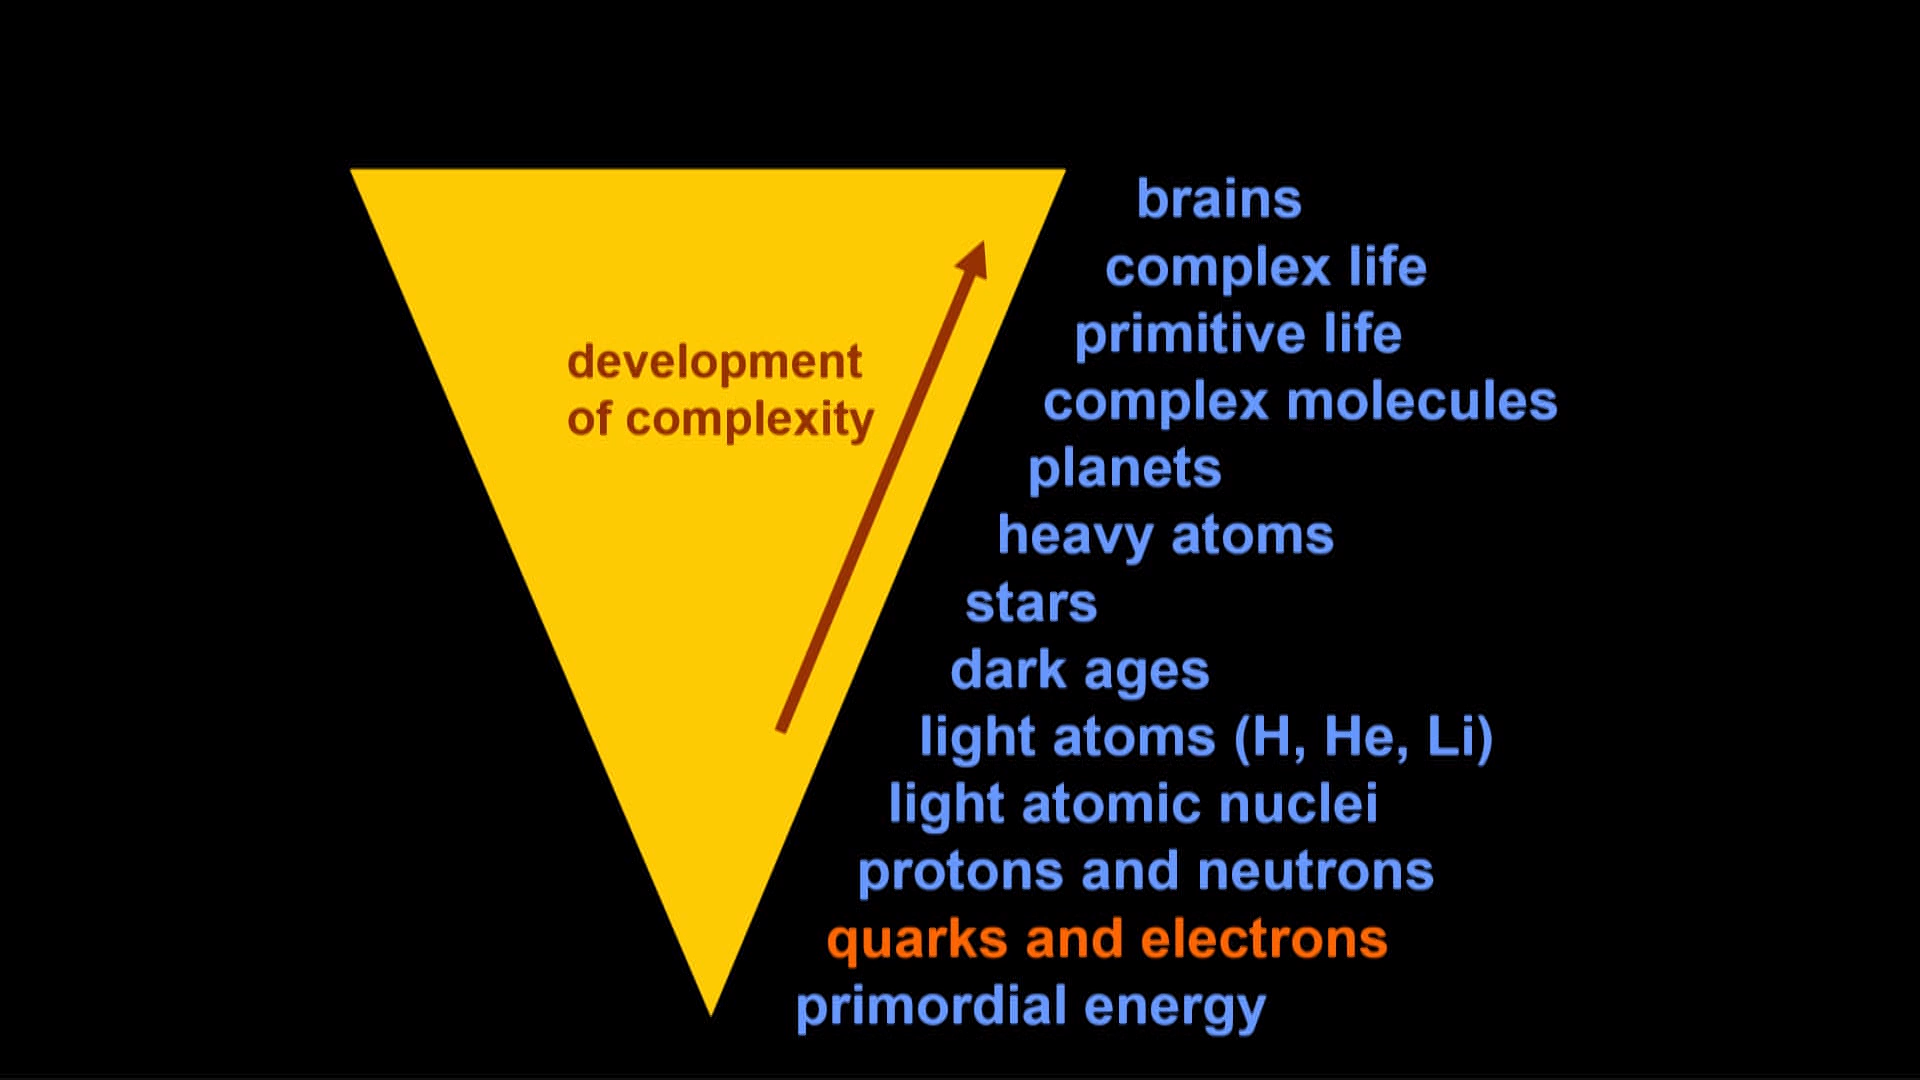 brains
complex life
primitive life
development
of complexity
complex molecules
planets
heavy atoms
stars
dark ages
light atoms (H, He, Li)
light atomic nuclei
protons and neutrons
quarks and electrons
primordial energy